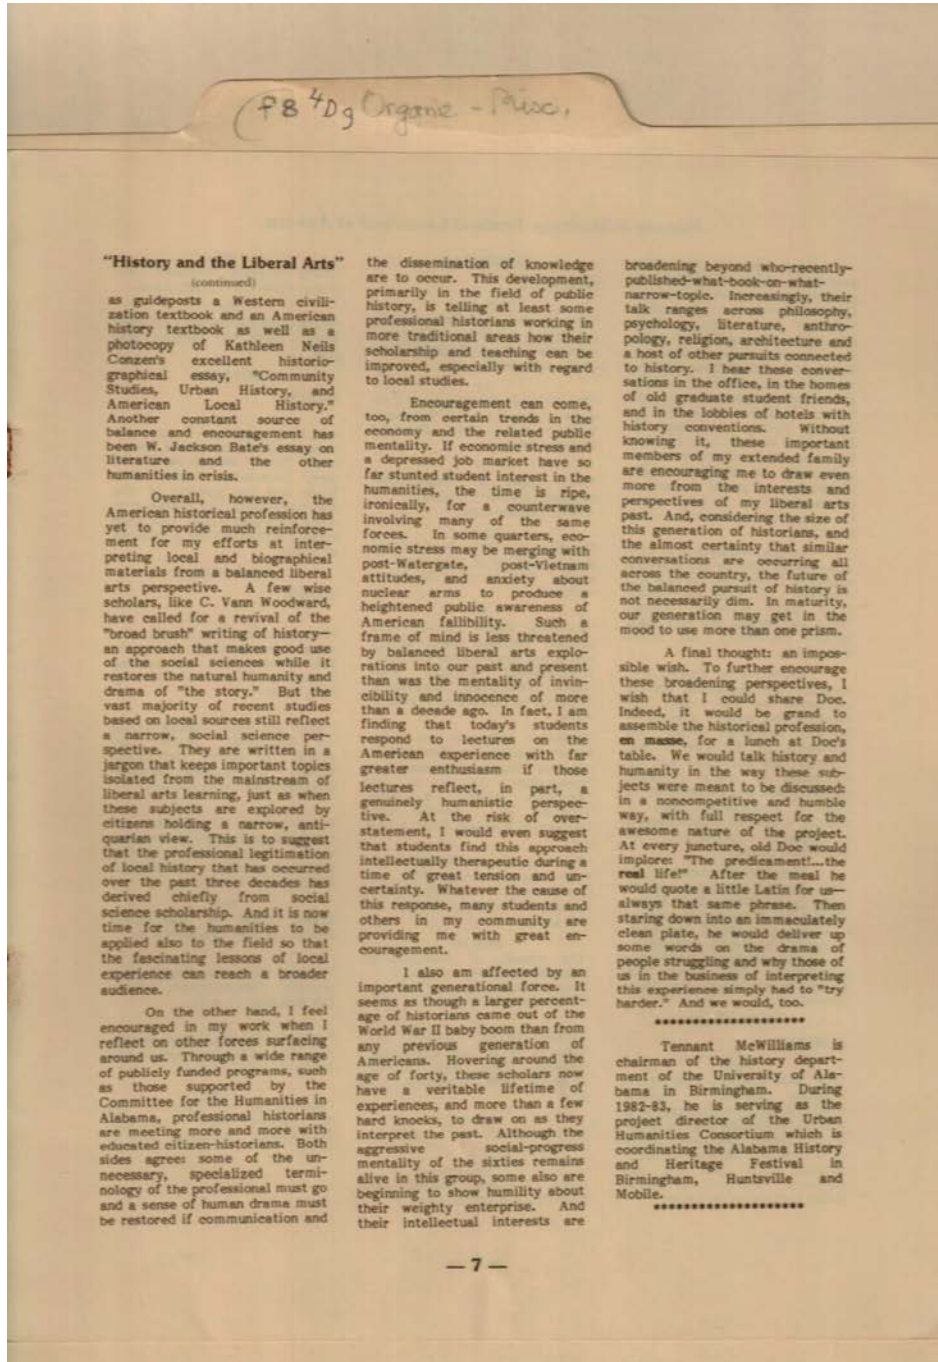 Organic - Misc.
"History and the Liberal Arts"
(continued)
as guideposts a Western civili-
zation textbook and an American
history textbook as well as a
photocopy of Kathleen Neils
Conzen's excellent historio-
graphical essay, "Community
Studies, Urban History, and
American Local History."
Another constant source of
balance and encouragement has
been W. Jackson Bate's essay on
literature and the other
humanities in crisis.
Overall, however, the
American historical profession has
yet to provide much reinforce-
ment for my efforts at inter-
preting local and biographical
materials from a balanced liberal
arts perspective. A few wise
scholars, like C. Vann Woodward,
have called for a revival of the
"broad brush" writing of history—
an approach that makes good use
of the social sciences while it
restores the natural humanity and
drama of "the story." But the
vast majority of recent studies
based on local sources still reflect
a narrow, social science per-
spective. They are written in a
jargon that keeps important topics
isolated from the mainstream of
liberal arts learning, just as when
these subjects are explored by
citizens holding a narrow, anti-
quarian view. This is to suggest
that the professional legitimation
of local history that has occurred
over the past three decades has
derived chiefly from social
science scholarship. And it is now
time for the humanities to be
applied also to the field so that
the fascinating lessons of local
experience can reach a broader
audience.
On the other hand, I feel
encouraged in my work when I
reflect on other forces surfacing
around us. Through a wide range
of publicly funded programs, such
as those supported by the
Committee for the Humanities in
Alabama, professional historians
are meeting more and more with
educated citizen-historians. Both
sides agree: some of the un-
necessary, specialized termi-
nology of the professional must go
and a sense of human drama must
be restored if communication and
the dissemination of knowledge
are to occur. This development,
primarily in the field of public
history, is telling at least some
professional historians working in
more traditional areas how their
scholarship and teaching can be
improved, especially with regard
to local studies.
Encouragement can come,
too, from certain trends in the
economy and the related public
mentality. If economic stress and
a depressed job market have so
far stunted student interest in the
humanities, the time is ripe,
ironically, for a counterwave
involving many of the same
forces. In some quarters, eco-
nomic stress may be merging with
post-Watergate, post-Vietnam
attitudes, and anxiety about
nuclear arms to produce a
heightened public awareness of
American fallibility. Such a
frame of mind is less threatened
by balanced liberal arts explo-
rations into our past and present
than was the mentality of invin-
cibility and innocence of more
than a decade ago. In fact, I am
finding that today's students
respond to lectures on the
American experience with far
greater enthusiasm if those
lectures reflect, in part, a
genuinely humanistic perspec-
tive. At the risk of over-
statement, I would even suggest
that students find this approach
intellectually therapeutic during a
time of great tension and un-
certainty. Whatever the cause of
this response, many students and
others in my community are
providing me with great en-
couragement.
I also am affected by an
important generational force. It
seems as though a larger percent-
age of historians came out of the
World War II baby boom than from
any previous generation of
Americans. Hovering around the
age of forty, these scholars now
have a veritable lifetime of
experiences, and more than a few
hard knocks, to draw on as they
interpret the past. Although the
aggressive social-progress
mentality of the sixties remains
alive in this group, some also are
beginning to show humility about
their weighty enterprise. And
their intellectual interests are
broadening beyond who-recently-
published-what-book-on-what-
narrow-topic. Increasingly, their
talk ranges across philosophy,
psychology, literature, anthro-
pology, religion, architecture and
a host of other pursuits connected
to history. I hear these conver-
sations in the office, in the homes
of old graduate student friends,
and in the lobbies of hotels with
history conventions. Without
knowing it, these important
members of my extended family
are encouraging me to draw even
more from the interests and
perspectives of my liberal arts
past. And, considering the size of
this generation of historians, and
the almost certainty that similar
conversations are occurring all
across the country, the future of
the balanced pursuit of history is
not necessarily dim. In maturity,
our generation may get in the
mood to use more than one prism.
A final thought: an impos-
sible wish. To further encourage
these broadening perspectives, I
wish that I could share Doc.
Indeed, it would be grand to
assemble the historical profession,
en masse, for a lunch at Doc's
table. We would talk history and
humanity in the way these sub-
jects were meant to be discussed:
in a noncompetitive and humble
way, with full respect for the
awesome nature of the project.
At every juncture, old Doc would
implore: "The predicament!...the
real life!" After the meal he
would quote a little Latin for us—
always that same phrase. Then
staring down into an immaculately
clean plate, he would deliver up
some words on the drama of
people struggling and why those of
us in the business of interpreting
this experience simply had to "try
harder." And we would, too.
********************
Tennant McWilliams is
chairman of the history depart-
ment of the University of Ala-
bama in Birmingham. During
1982-83, he is serving as the
project director of the Urban
Humanities Consortium which is
coordinating the Alabama History
and Heritage Festival in
Birmingham, Huntsville and
Mobile.
********************
— 7 —